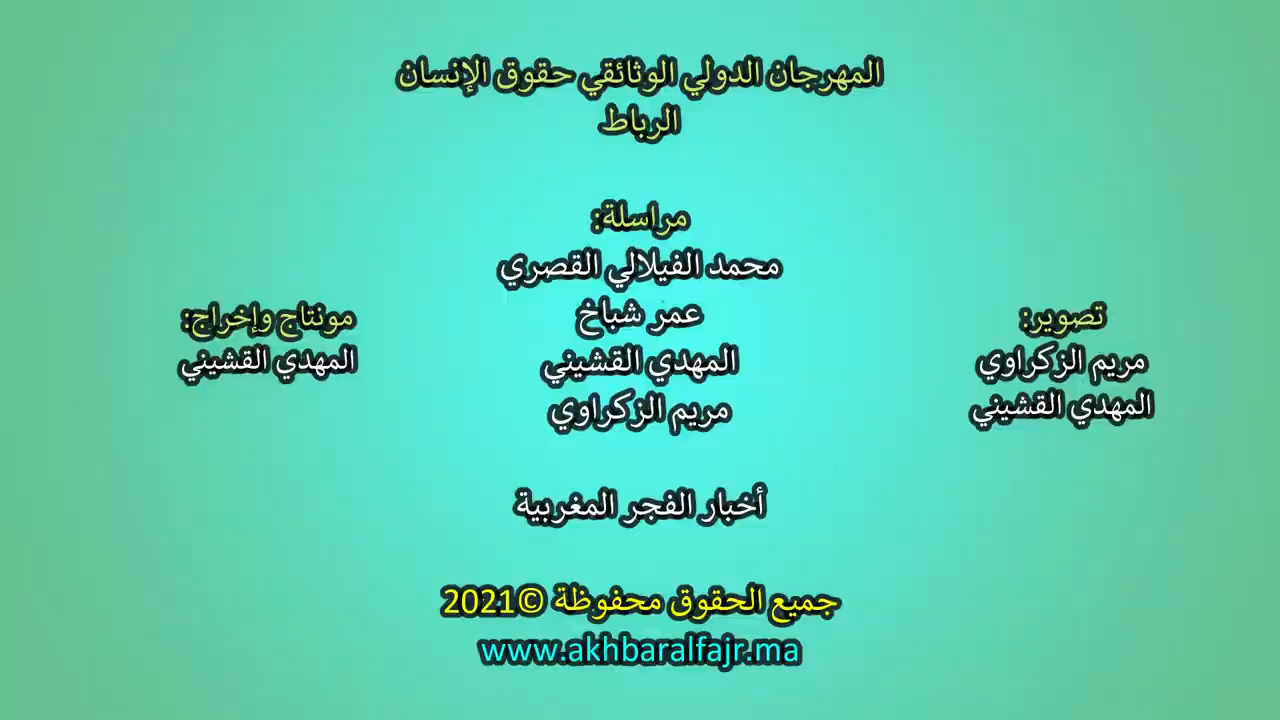 المهرجان الدولي الوثائقي حقوق الإنسان
الرباط
تصوير:
مريم الزكراوي
المهدي القشيني
مراسلة:
محمد الفيلالي القصري
عمر شباخ
المهدي القشيني
مريم الزكراوي
مونتاج وإخراج:
المهدي القشيني
أخبار الفجر المغربية
جميع الحقوق محفوظة ©2021
www.akhbaralfajr.ma